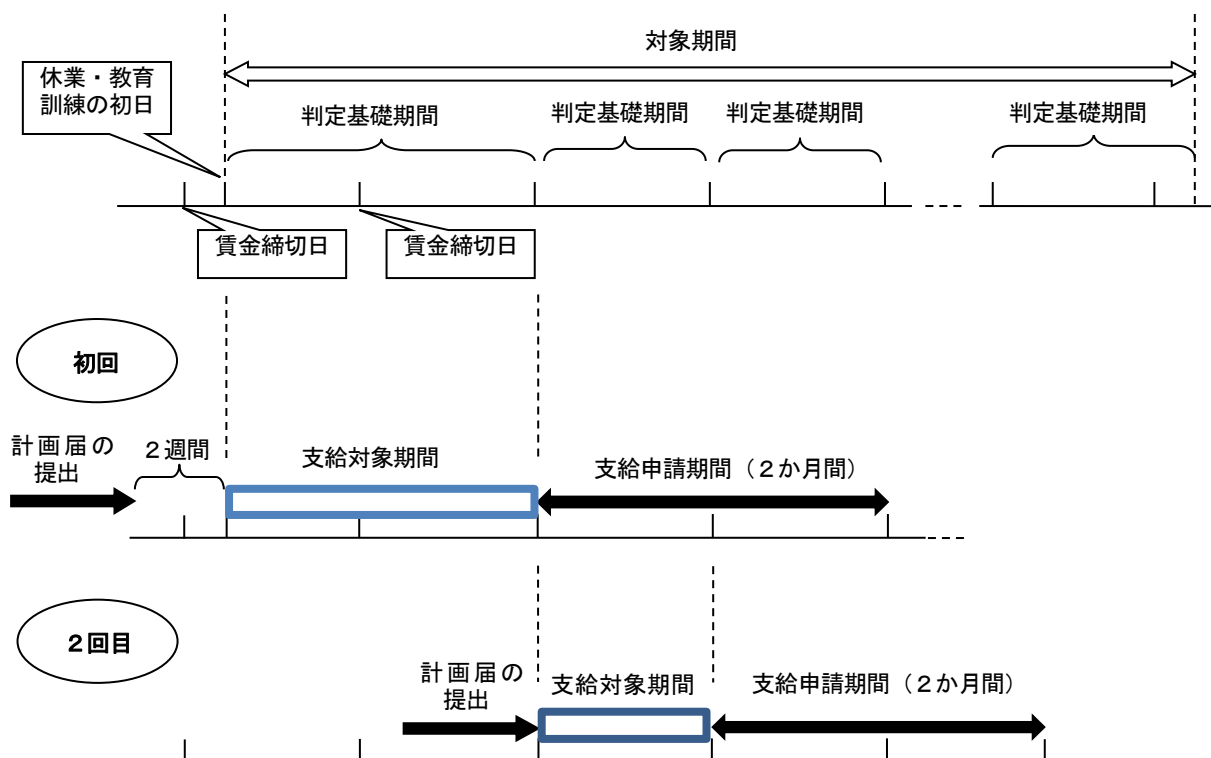 対象期間
休業・教育
訓練の初日
判定基礎期間
判定基礎期間
判定基礎期間
判定基礎期間
賃金締切日
賃金締切日
初回
計画届の
提出
２週間
支給対象期間
支給申請期間（２か月間）
２回目
計画届の
提出
支給対象期間
支給申請期間（２か月間）